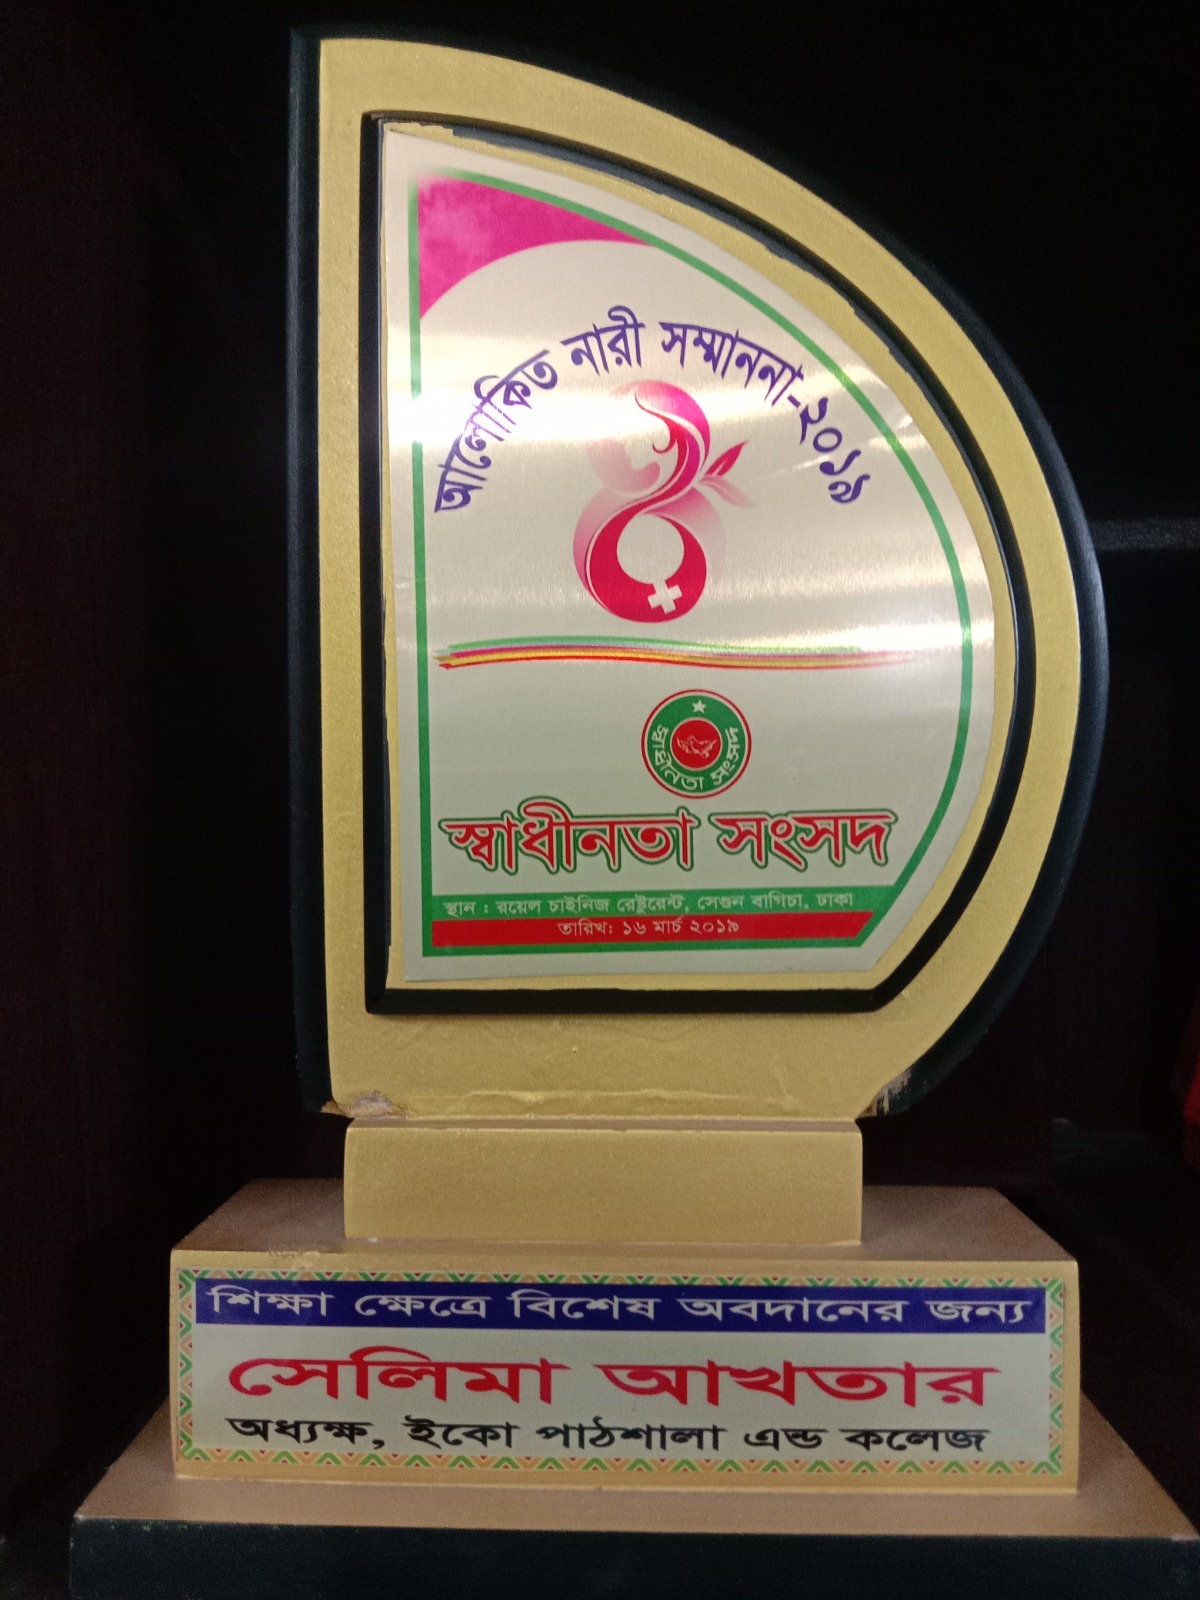 আলোকিত নারী সম্মাননা-২০১৯
স্বাধীনতা সংসদ
স্বাধীনতা সংসদ
স্থান : রয়েল চাইনিজ রেষ্টুরেন্ট, সেগুন বাগিচা, ঢাকা
তারিখ: ১৬ মার্চ ২০১৯
শিক্ষা ক্ষেত্রে বিশেষ অবদানের জন্য
সেলিমা আখতার
অধ্যক্ষ, ইকো পাঠশালা এন্ড কলেজ